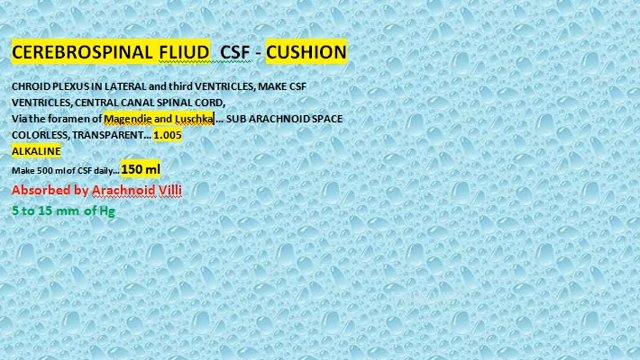 CEREBROSPINAL FLIUD CSF - CUSHION
CHROID PLEXUS IN LATERAL and third VENTRICLES, MAKE CSF
VENTRICLES, CENTRAL CANAL SPINAL CORD,
Via the foramen of Magendie and Luschka... SUB ARACHNOID SPACE
COLORLESS, TRANSPARENT... 1.005
ALKALINE
Make 500 ml of CSF daily...150 ml
Absorbed by Arachnoid Villi
5 to 15 mm of Hg